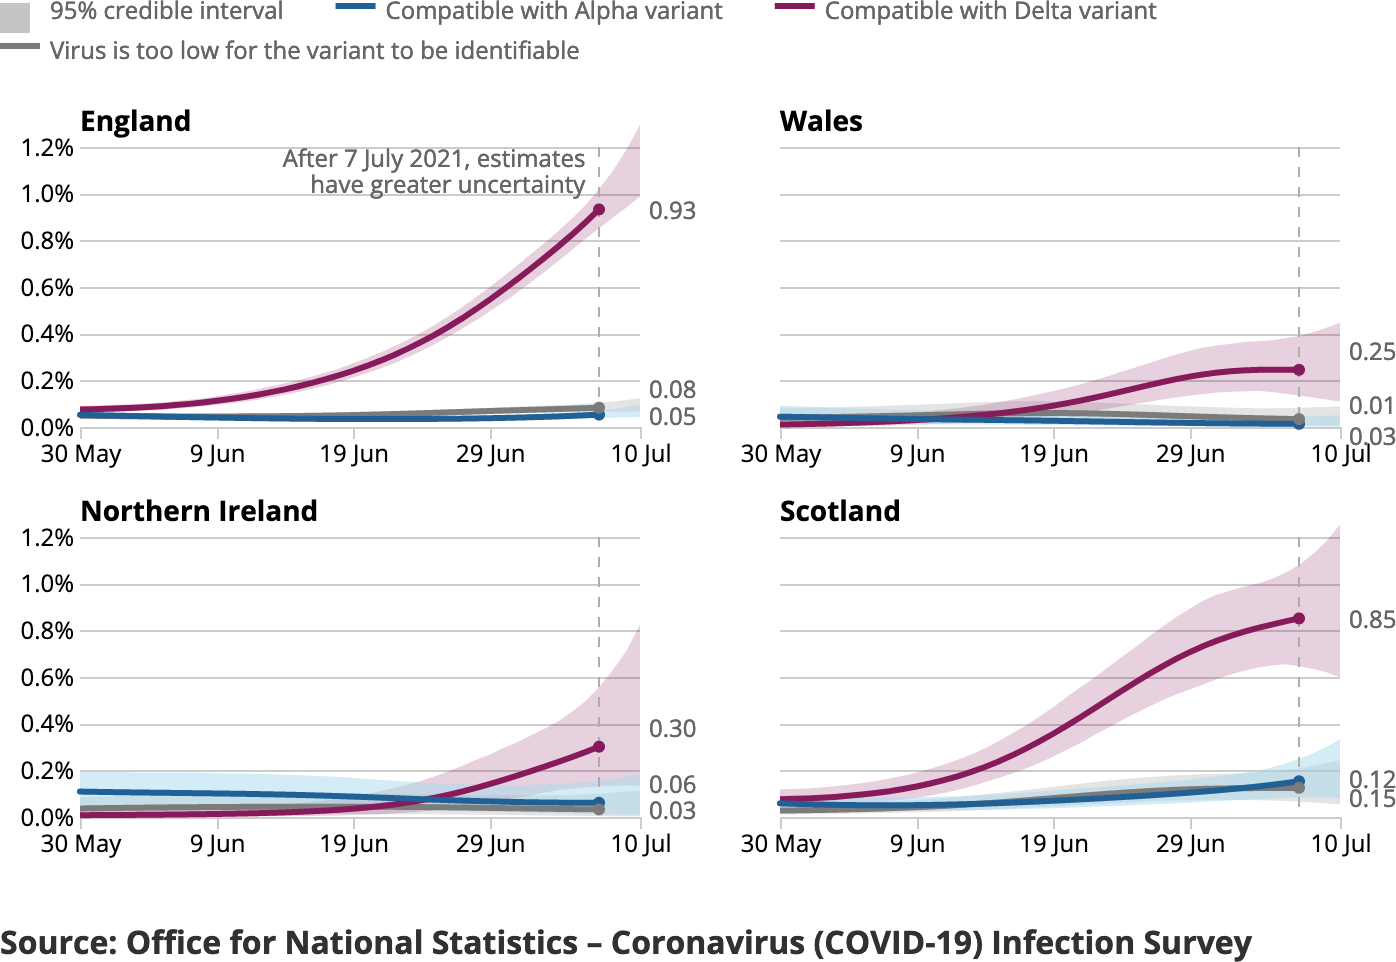 95% credible interval
Compatible with Alpha variant
Compatible with Delta variant
Virus is too low for the variant to be identifiable
England
1.2%
1.0%
0.8%
0.6%
0.4%
0.2%
0.0%
After 7 July 2021, estimates
have greater uncertainty
0.93
0.08
0.05
30 May
9 Jun
19 Jun
29 Jun
10 Jul
Wales
0.25
0.01
0.03
30 May
9 Jun
19 Jun
29 Jun
10 Jul
Northern Ireland
1.2%
1.0%
0.8%
0.6%
0.4%
0.2%
0.0%
0.30
0.06
0.03
30 May
9 Jun
19 Jun
29 Jun
10 Jul
Scotland
0.85
0.12
0.15
30 May
9 Jun
19 Jun
29 Jun
10 Jul
Source: Office for National Statistics – Coronavirus (COVID-19) Infection Survey